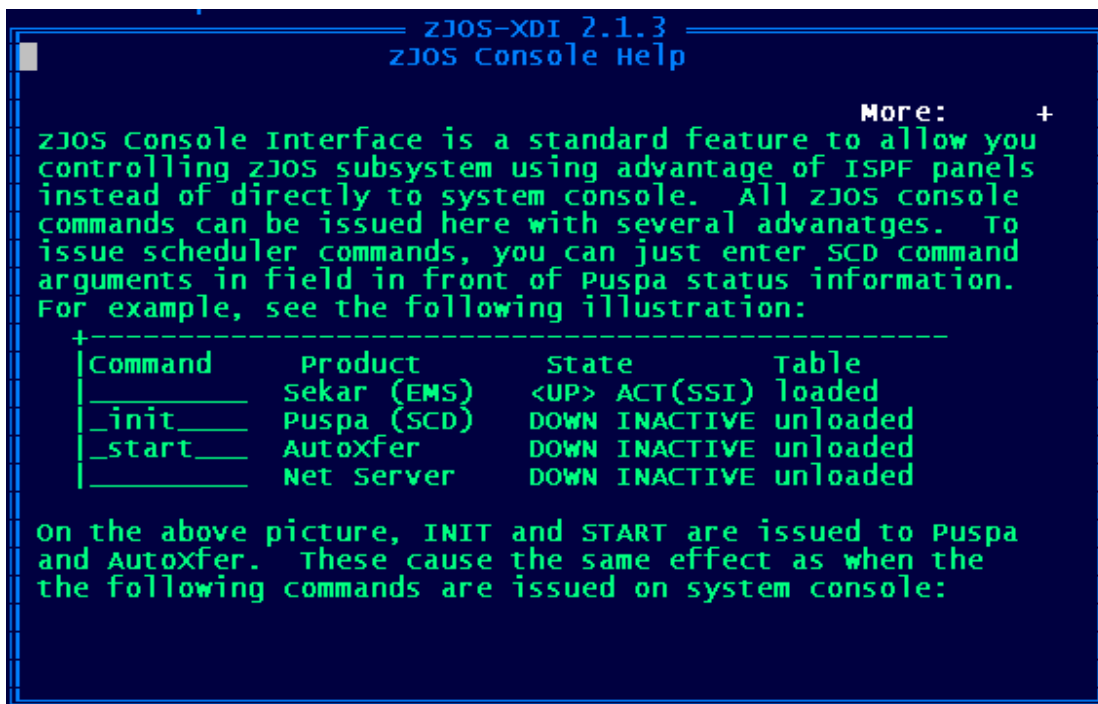 zJOS-XDI 2.1.3
zJOS Console Help
More:     +
zJOS Console Interface is a standard feature to allow you
controlling zJOS subsystem using advantage of ISPF panels
instead of directly to system console.  All zJOS console
commands can be issued here with several advanatges.  To
issue scheduler commands, you can just enter SCD command
arguments in field in front of Puspa status information.
For example, see the following illustration:
+-------------------------------------------------
|Command     Product       State        Table
|_________  Sekar (EMS)   <UP> ACT(SSI) loaded
|_init____  Puspa (SCD)   DOWN INACTIVE unloaded
|_start___  AutoXfer      DOWN INACTIVE unloaded
|_________  Net Server    DOWN INACTIVE unloaded
On the above picture, INIT and START are issued to Puspa
and AutoXfer.  These cause the same effect as when the
the following commands are issued on system console: